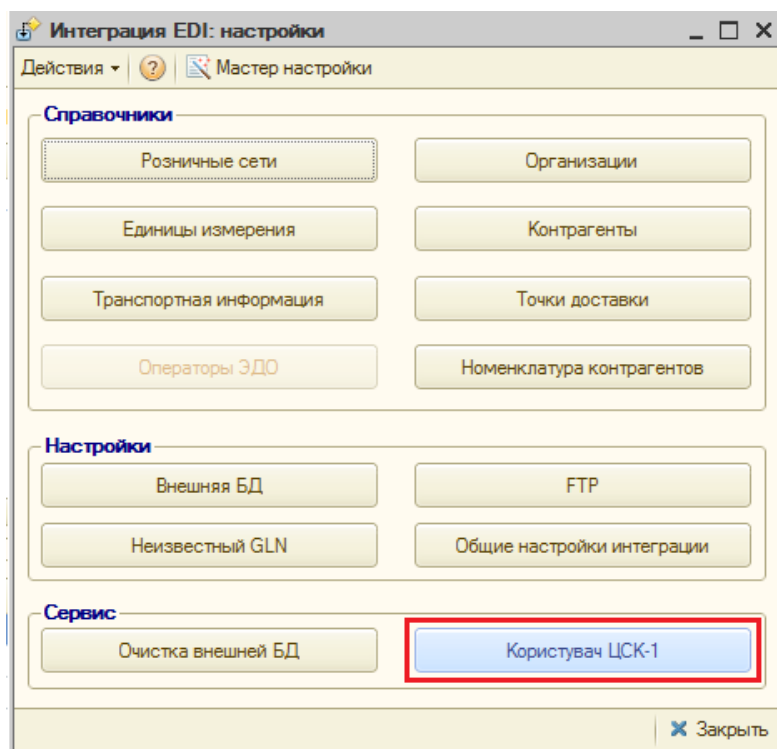 Интеграция EDI: настройки
Действия Мастер настройки
Справочники
Розничные сети Организации
Единицы измерения Контрагенты
Транспортная информация Точки доставки
Операторы ЭДО Номенклатура контрагентов
Настройки
Внешняя БД FTP
Неизвестный GLN Общие настройки интеграции
Сервис
Очистка внешней БД Користувач ЦСК-1
Закрыть